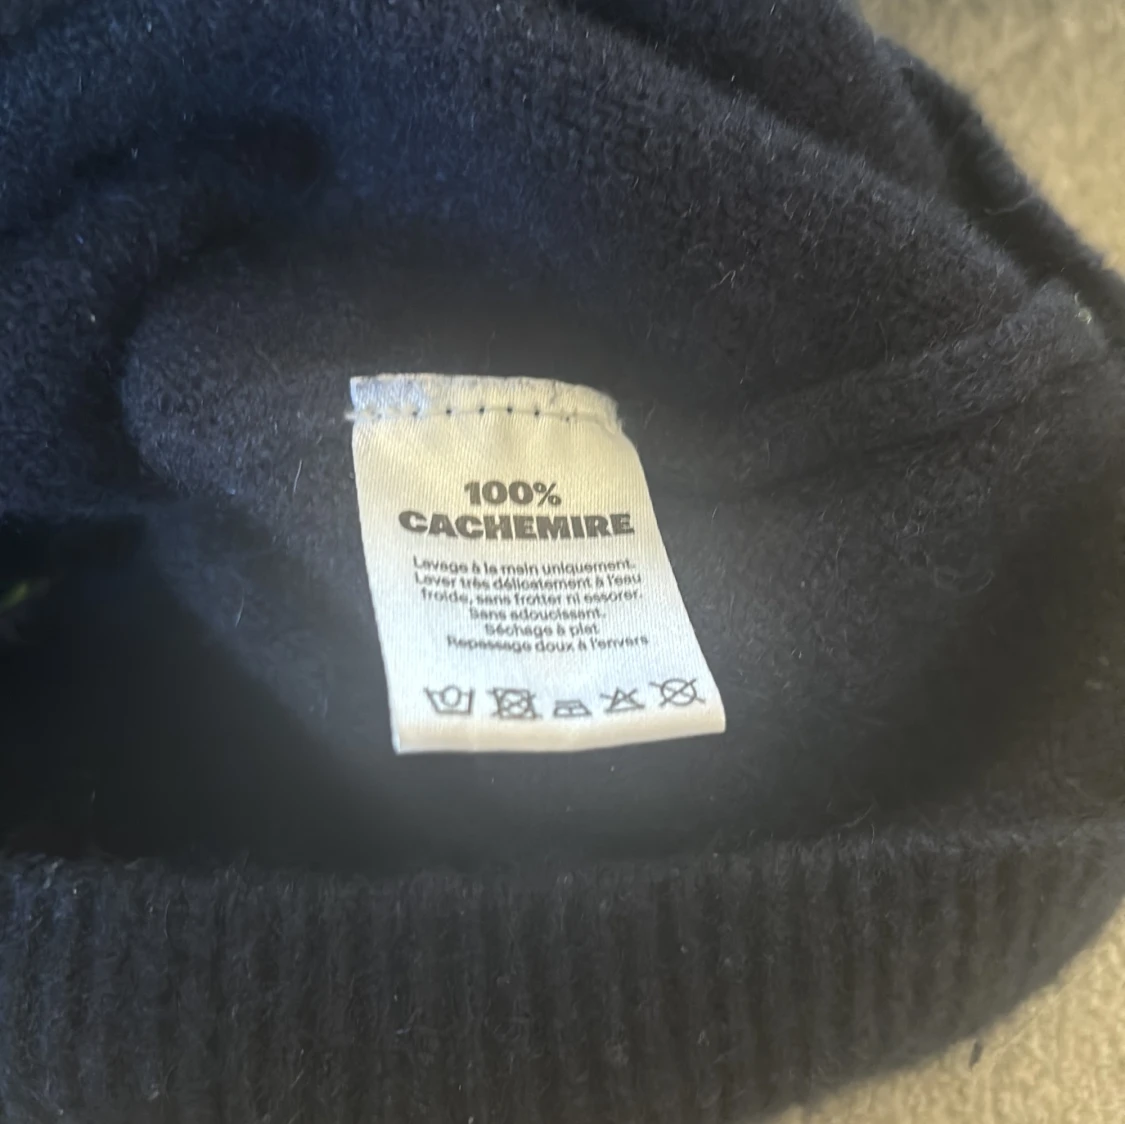 100%
CACHEMIRE
Lavage à la main uniquement.
Laver très délicatement à l'eau
froide, sans frotter ni essorer.
Sans adoucissant.
Séchage à plat
Repassage doux à l'envers